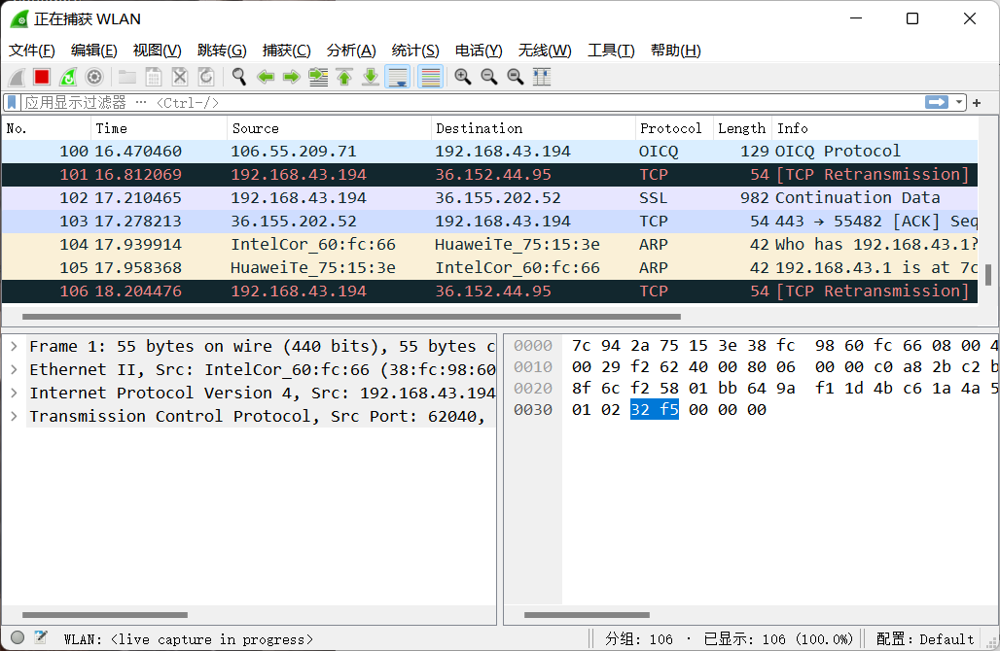 正在捕获 WLAN
文件(F) 编辑(E) 视图(V) 跳转(G) 捕获(C) 分析(A) 统计(S) 电话(Y) 无线(W) 工具(T) 帮助(H)
应用显示过滤器 … <Ctrl-/> +
No. Time Source Destination Protocol Length Info
100 16.470460 106.55.209.71 192.168.43.194 OICQ 129 OICQ Protocol
101 16.812069 192.168.43.194 36.152.44.95 TCP 54 [TCP Retransmission]
102 17.210465 192.168.43.194 36.155.202.52 SSL 982 Continuation Data
103 17.278213 36.155.202.52 192.168.43.194 TCP 54 443 → 55482 [ACK] Seq
104 17.939914 IntelCor_60:fc:66 HuaweiTe_75:15:3e ARP 42 Who has 192.168.43.1?
105 17.958368 HuaweiTe_75:15:3e IntelCor_60:fc:66 ARP 42 192.168.43.1 is at 7c
106 18.204476 192.168.43.194 36.152.44.95 TCP 54 [TCP Retransmission]
Frame 1: 55 bytes on wire (440 bits), 55 bytes c
Ethernet II, Src: IntelCor_60:fc:66 (38:fc:98:60
Internet Protocol Version 4, Src: 192.168.43.194
Transmission Control Protocol, Src Port: 62040,
0000 7c 94 2a 75 15 3e 38 fc 98 60 fc 66 08 00 4
0010 00 29 f2 62 40 00 80 06 00 00 c0 a8 2b c2 b
0020 8f 6c f2 58 01 bb 64 9a f1 1d 4b c6 1a 4a 5
0030 01 02 32 f5 00 00 00
WLAN: <live capture in progress> 分组: 106 · 已显示: 106 (100.0%) 配置: Default